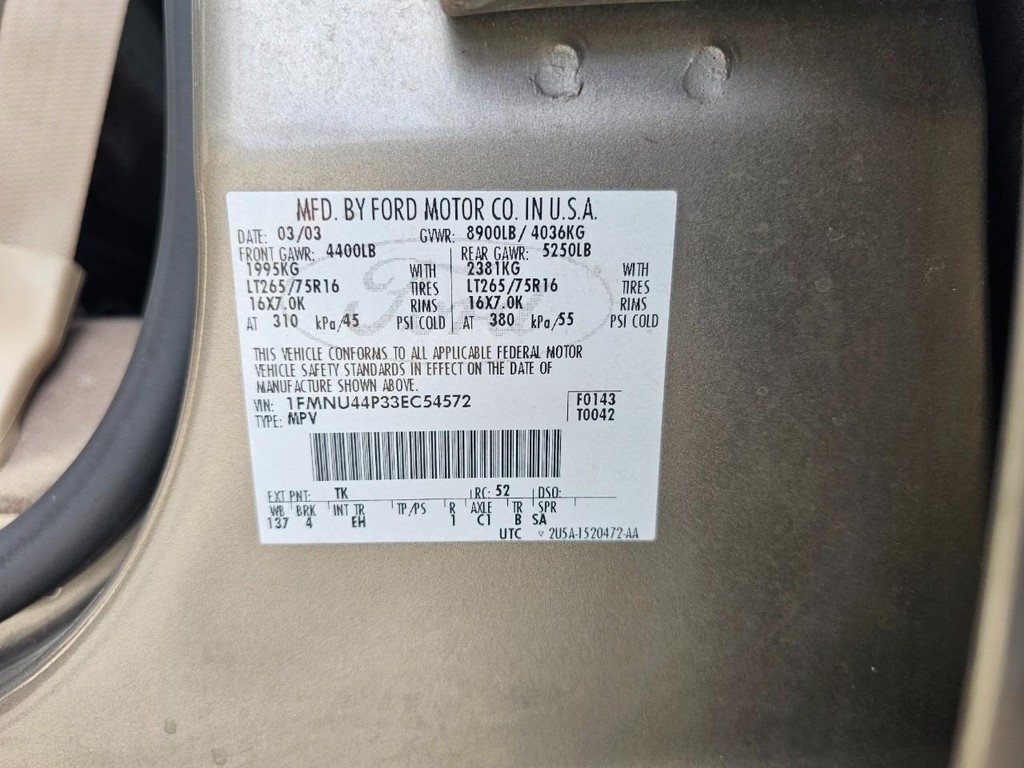 MFD. BY FORD MOTOR CO. IN U.S.A.
DATE: 03/03 GVWR: 8900LB/ 4036KG
FRONT GAWR: 4400LB REAR GAWR: 5250LB
1995KG WITH 2381KG WITH
LT265/75R16 TIRES LT265/75R16 TIRES
16X7.0K RIMS 16X7.0K RIMS
AT 310 kPa/45 PSI COLD AT 380 kPa/55 PSI COLD
THIS VEHICLE CONFORMS TO ALL APPLICABLE FEDERAL MOTOR
VEHICLE SAFETY STANDARDS IN EFFECT ON THE DATE OF
MANUFACTURE SHOWN ABOVE.
VIN: 1FMNU44P33EC54572 F0143
TYPE: MPV T0042
EXT PNT: TK RC: 52 DSO:
WB BRK INT TR TP/PS R AXLE TR SPR
137 4 EH 1 C1 B SA
UTC ▿ 2U5A-1520472-AA